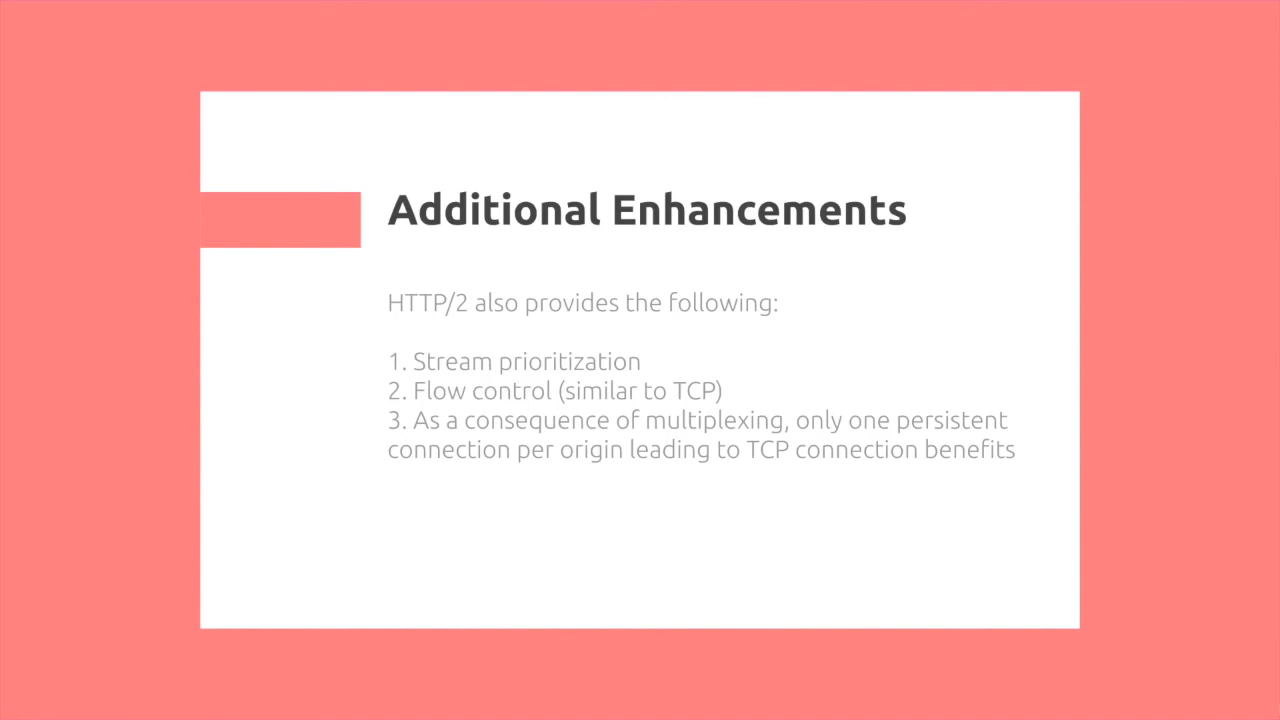 Additional Enhancements
HTTP/2 also provides the following:
1. Stream prioritization
2. Flow control (similar to TCP)
3. As a consequence of multiplexing, only one persistent
connection per origin leading to TCP connection benefits